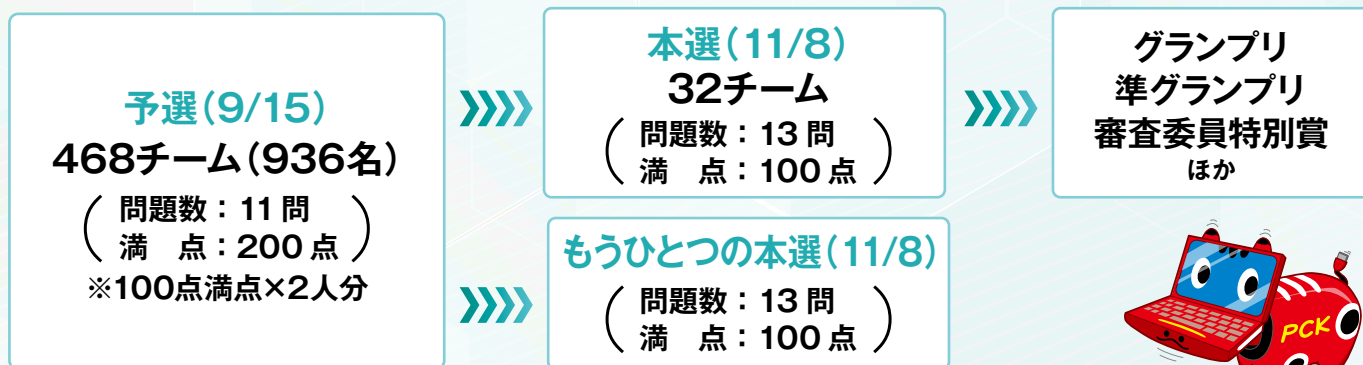 予選(9/15)
468チーム(936名)
問題数：11問
満　点：200点
※100点満点×2人分
本選(11/8)
32チーム
問題数：13問
満　点：100点
もうひとつの本選(11/8)
問題数：13問
満　点：100点
グランプリ
準グランプリ
審査委員特別賞
ほか
PCK